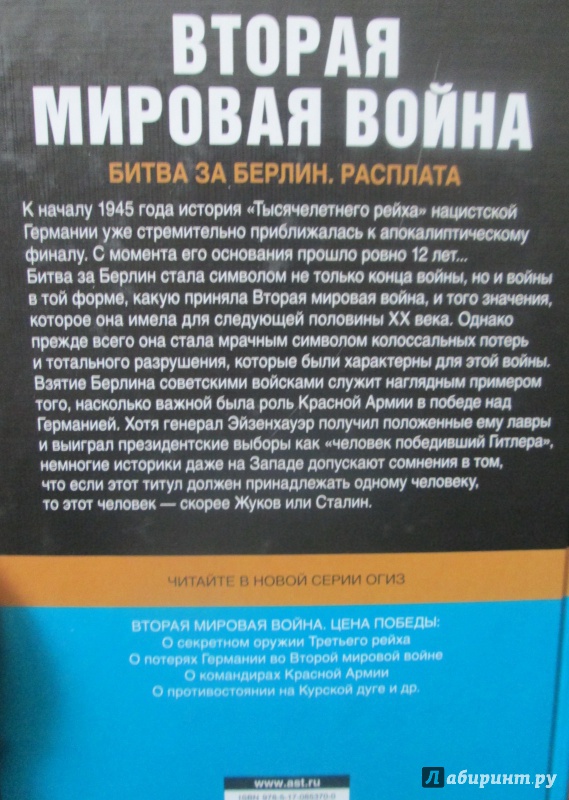 ВТОРАЯ
МИРОВАЯ ВОЙНА
БИТВА ЗА БЕРЛИН. РАСПЛАТА
К началу 1945 года история «Тысячелетнего рейха» нацистской
Германии уже стремительно приближалась к апокалиптическому
финалу. С момента его основания прошло ровно 12 лет...
Битва за Берлин стала символом не только конца войны, но и войны
в той форме, какую приняла Вторая мировая война, и того значения,
которое она имела для следующей половины XX века. Однако
прежде всего она стала мрачным символом колоссальных потерь
и тотального разрушения, которые были характерны для этой войны.
Взятие Берлина советскими войсками служит наглядным примером
того, насколько важной была роль Красной Армии в победе над
Германией. Хотя генерал Эйзенхауэр получил положенные ему лавры
и выиграл президентские выборы как «человек победивший Гитлера»,
немногие историки даже на Западе допускают сомнения в том,
что если этот титул должен принадлежать одному человеку,
то этот человек — скорее Жуков или Сталин.
ЧИТАЙТЕ В НОВОЙ СЕРИИ ОГИЗ
ВТОРАЯ МИРОВАЯ ВОЙНА. ЦЕНА ПОБЕДЫ:
О секретном оружии Третьего рейха
О потерях Германии во Второй мировой войне
О командирах Красной Армии
О противостоянии на Курской дуге и др.
www.ast.ru
ISBN 978-5-17-085370-0
Лабиринт.ру